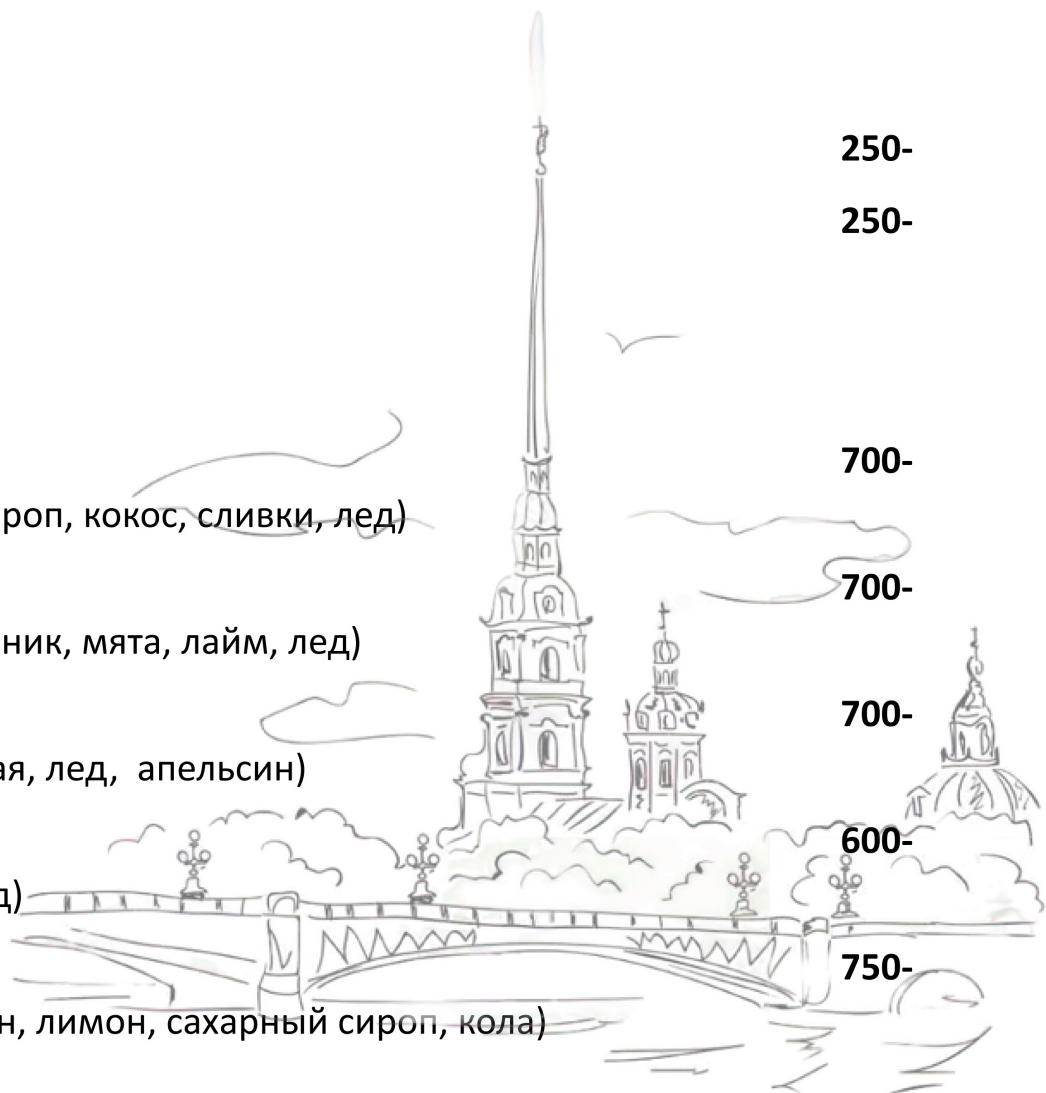 250-
250-
700-
роп, кокос, сливки, лед)
700-
ник, мята, лайм, лед)
700-
ая, лед, апельсин)
600-
д)
750-
н, лимон, сахарный сироп, кола)